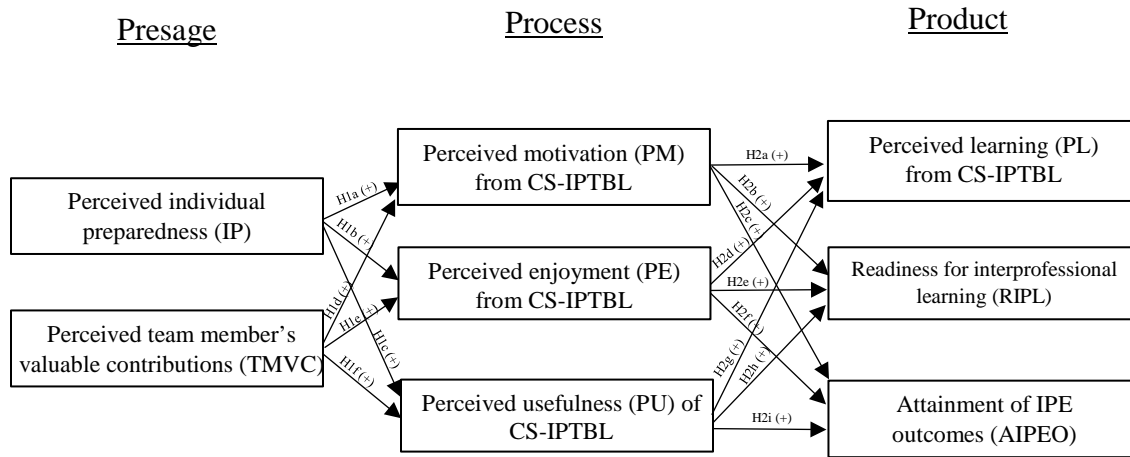 Presage
Process
Product
Perceived individual
preparedness (IP)
Perceived team member’s
valuable contributions (TMVC)
H1a (+)
H1b (+)
H1d (+)
H1e (+)
H1c (+)
H1f (+)
Perceived motivation (PM)
from CS-IPTBL
Perceived enjoyment (PE)
from CS-IPTBL
Perceived usefulness (PU) of
CS-IPTBL
H2a (+)
H2b (+)
H2c (+)
H2d (+)
H2e (+)
H2f (+)
H2g (+)
H2h (+)
H2i (+)
Perceived learning (PL)
from CS-IPTBL
Readiness for interprofessional
learning (RIPL)
Attainment of IPE
outcomes (AIPEO)